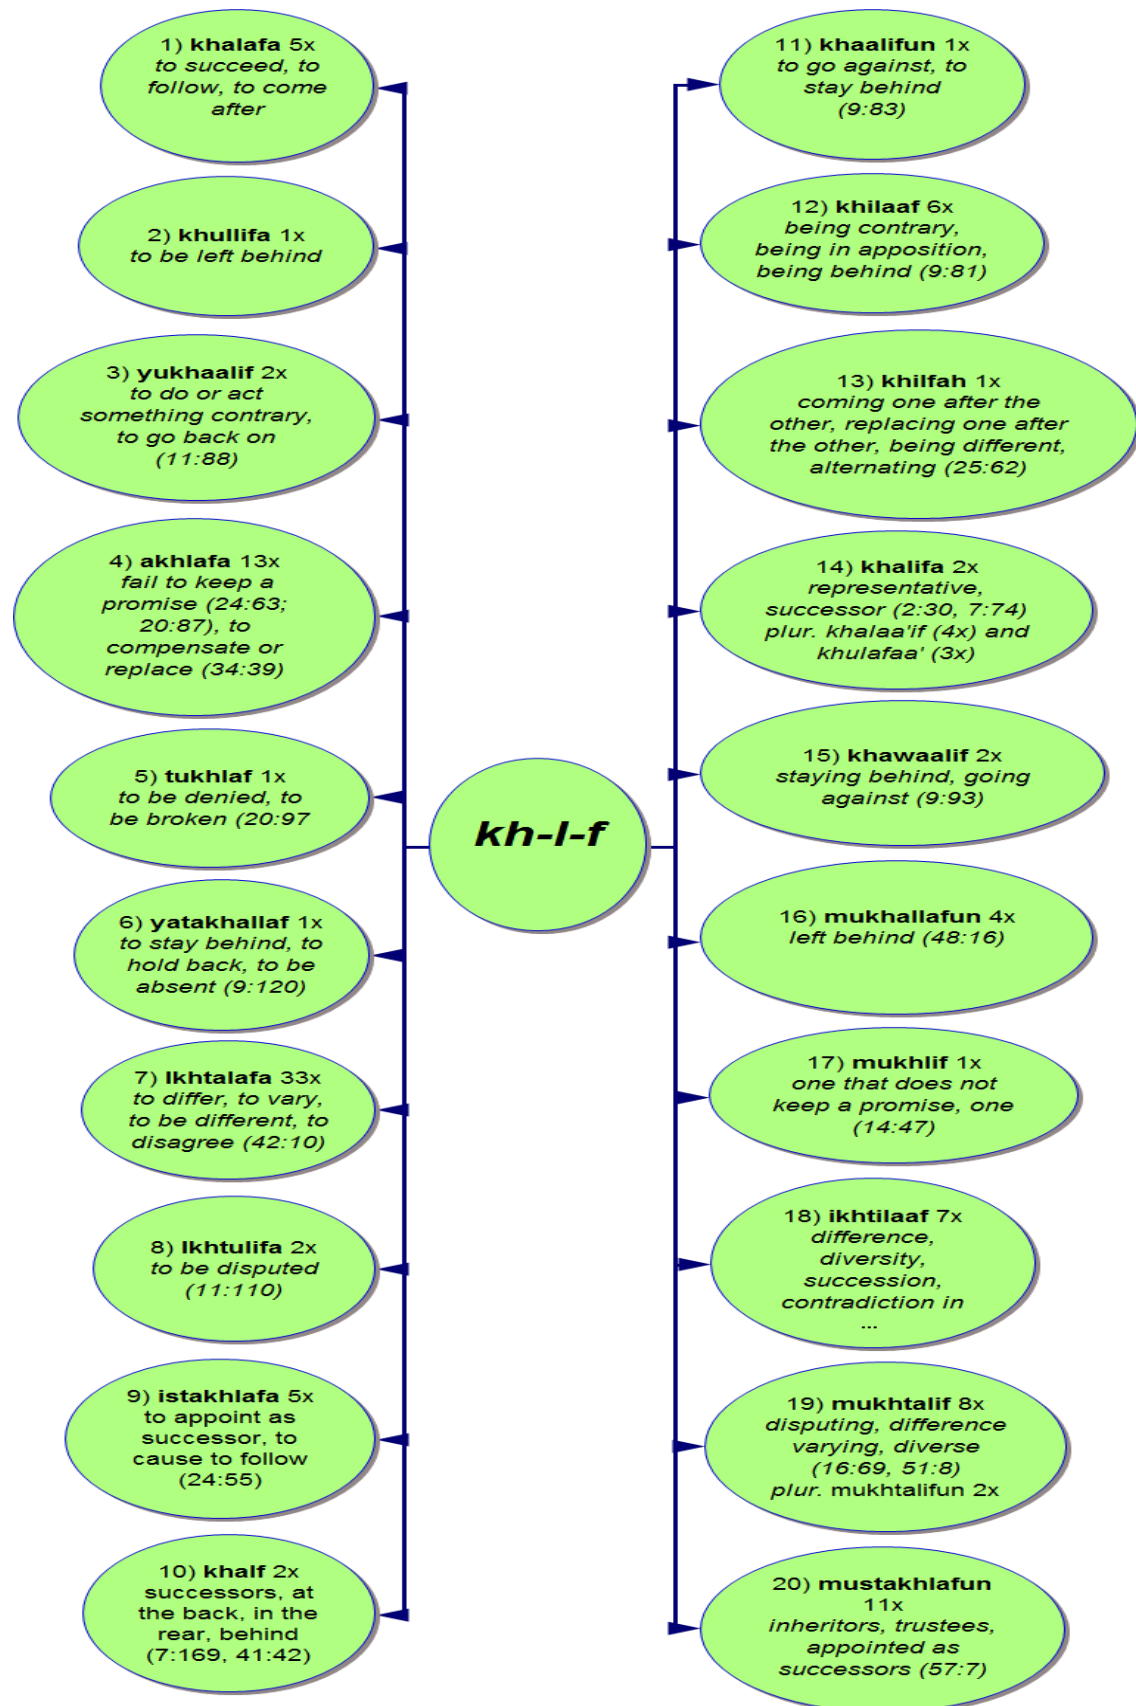 1) khalafa 5x
to succeed, to
follow, to come
after
2) khullifa 1x
to be left behind
3) yukhaalif 2x
to do or act
something contrary,
to go back on
(11:88)
4) akhlafa 13x
fail to keep a
promise (24:63;
20:87), to
compensate or
replace (34:39)
5) tukhlaf 1x
to be denied, to
be broken (20:97
6) yatakhallaf 1x
to stay behind, to
hold back, to be
absent (9:120)
7) Ikhtalafa 33x
to differ, to vary,
to be different, to
disagree (42:10)
8) Ikhtulifa 2x
to be disputed
(11:110)
9) istakhlafa 5x
to appoint as
successor, to
cause to follow
(24:55)
10) khalf 2x
successors, at
the back, in the
rear, behind
(7:169, 41:42)
kh-l-f
11) khaalifun 1x
to go against, to
stay behind
(9:83)
12) khilaaf 6x
being contrary,
being in apposition,
being behind (9:81)
13) khilfah 1x
coming one after the
other, replacing one after
the other, being different,
alternating (25:62)
14) khalifa 2x
representative,
successor (2:30, 7:74)
plur. khalaa'if (4x) and
khulafaa' (3x)
15) khawaalif 2x
staying behind, going
against (9:93)
16) mukhallafun 4x
left behind (48:16)
17) mukhlif 1x
one that does not
keep a promise, one
(14:47)
18) ikhtilaaf 7x
difference,
diversity,
succession,
contradiction in
...
19) mukhtalif 8x
disputing, difference
varying, diverse
(16:69, 51:8)
plur. mukhtalifun 2x
20) mustakhlafun
11x
inheritors, trustees,
appointed as
successors (57:7)